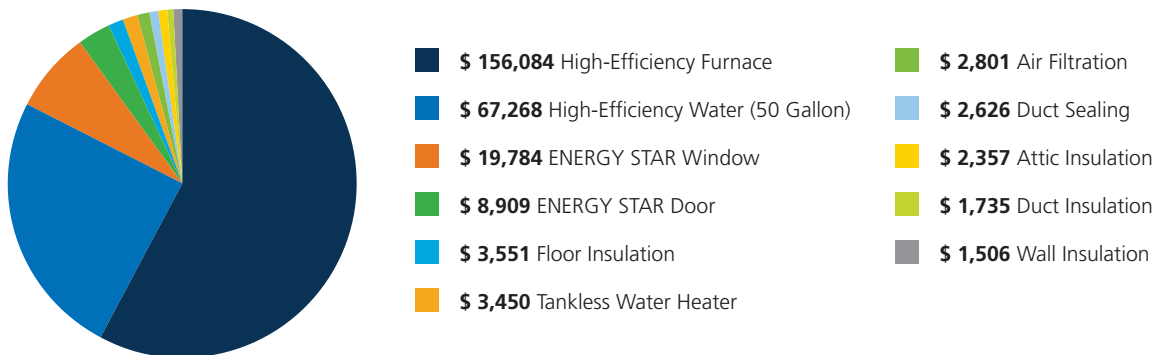 $ 156,084 High-Efficiency Furnace
$ 67,268 High-Efficiency Water (50 Gallon)
$ 19,784 ENERGY STAR Window
$ 8,909 ENERGY STAR Door
$ 3,551 Floor Insulation
$ 3,450 Tankless Water Heater
$ 2,801 Air Filtration
$ 2,626 Duct Sealing
$ 2,357 Attic Insulation
$ 1,735 Duct Insulation
$ 1,506 Wall Insulation